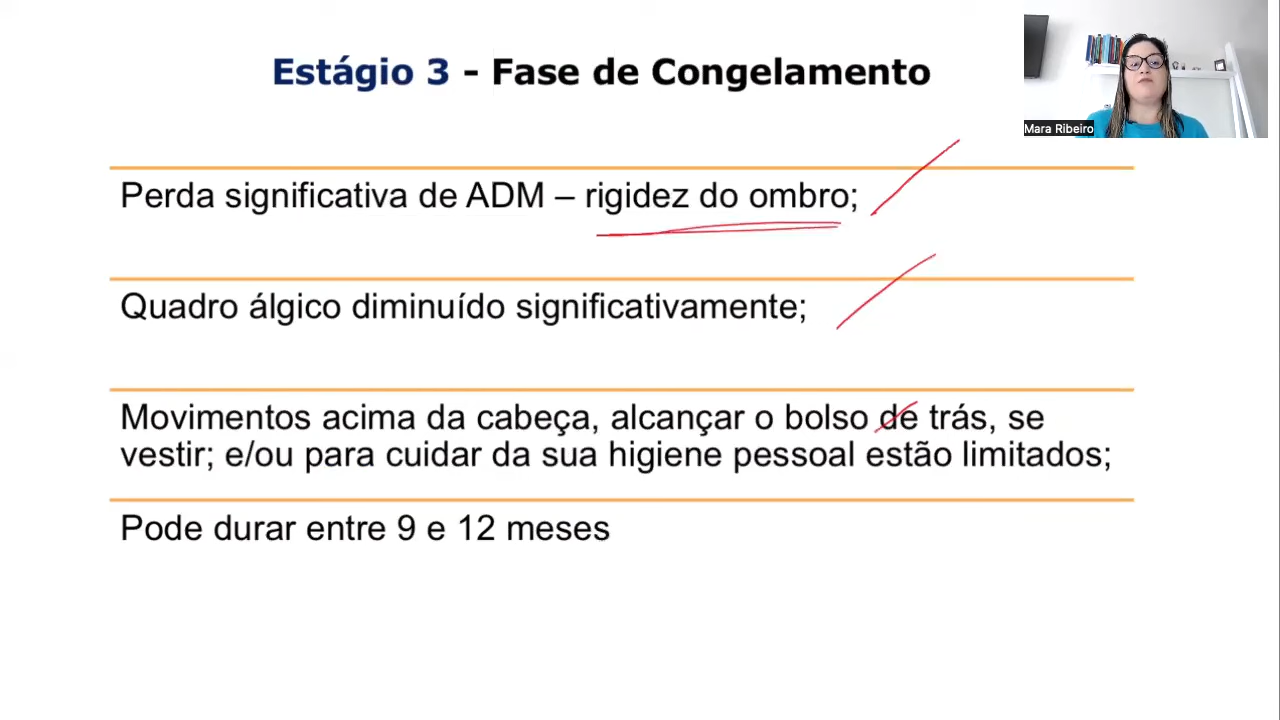 Estágio 3 - Fase de Congelamento
Mara Ribeiro
Perda significativa de ADM – rigidez do ombro;
Quadro álgico diminuído significativamente;
Movimentos acima da cabeça, alcançar o bolso de trás, se
vestir; e/ou para cuidar da sua higiene pessoal estão limitados;
Pode durar entre 9 e 12 meses